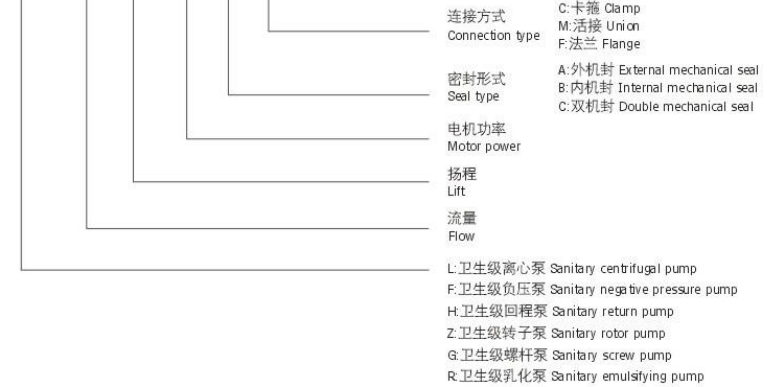 C:卡箍 Clamp
连接方式
M:活接 Union
Connection type
F:法兰 Flange
A:外机封 External mechanical seal
密封形式
B:内机封 Internal mechanical seal
Seal type
C:双机封 Double mechanical seal
电机功率
Motor power
扬程
Lift
流量
Flow
L:卫生级离心泵 Sanitary centrifugal pump
F:卫生级负压泵 Sanitary negative pressure pump
H:卫生级回程泵 Sanitary return pump
Z:卫生级转子泵 Sanitary rotor pump
G:卫生级螺杆泵 Sanitary screw pump
R:卫生级乳化泵 Sanitary emulsifying pump